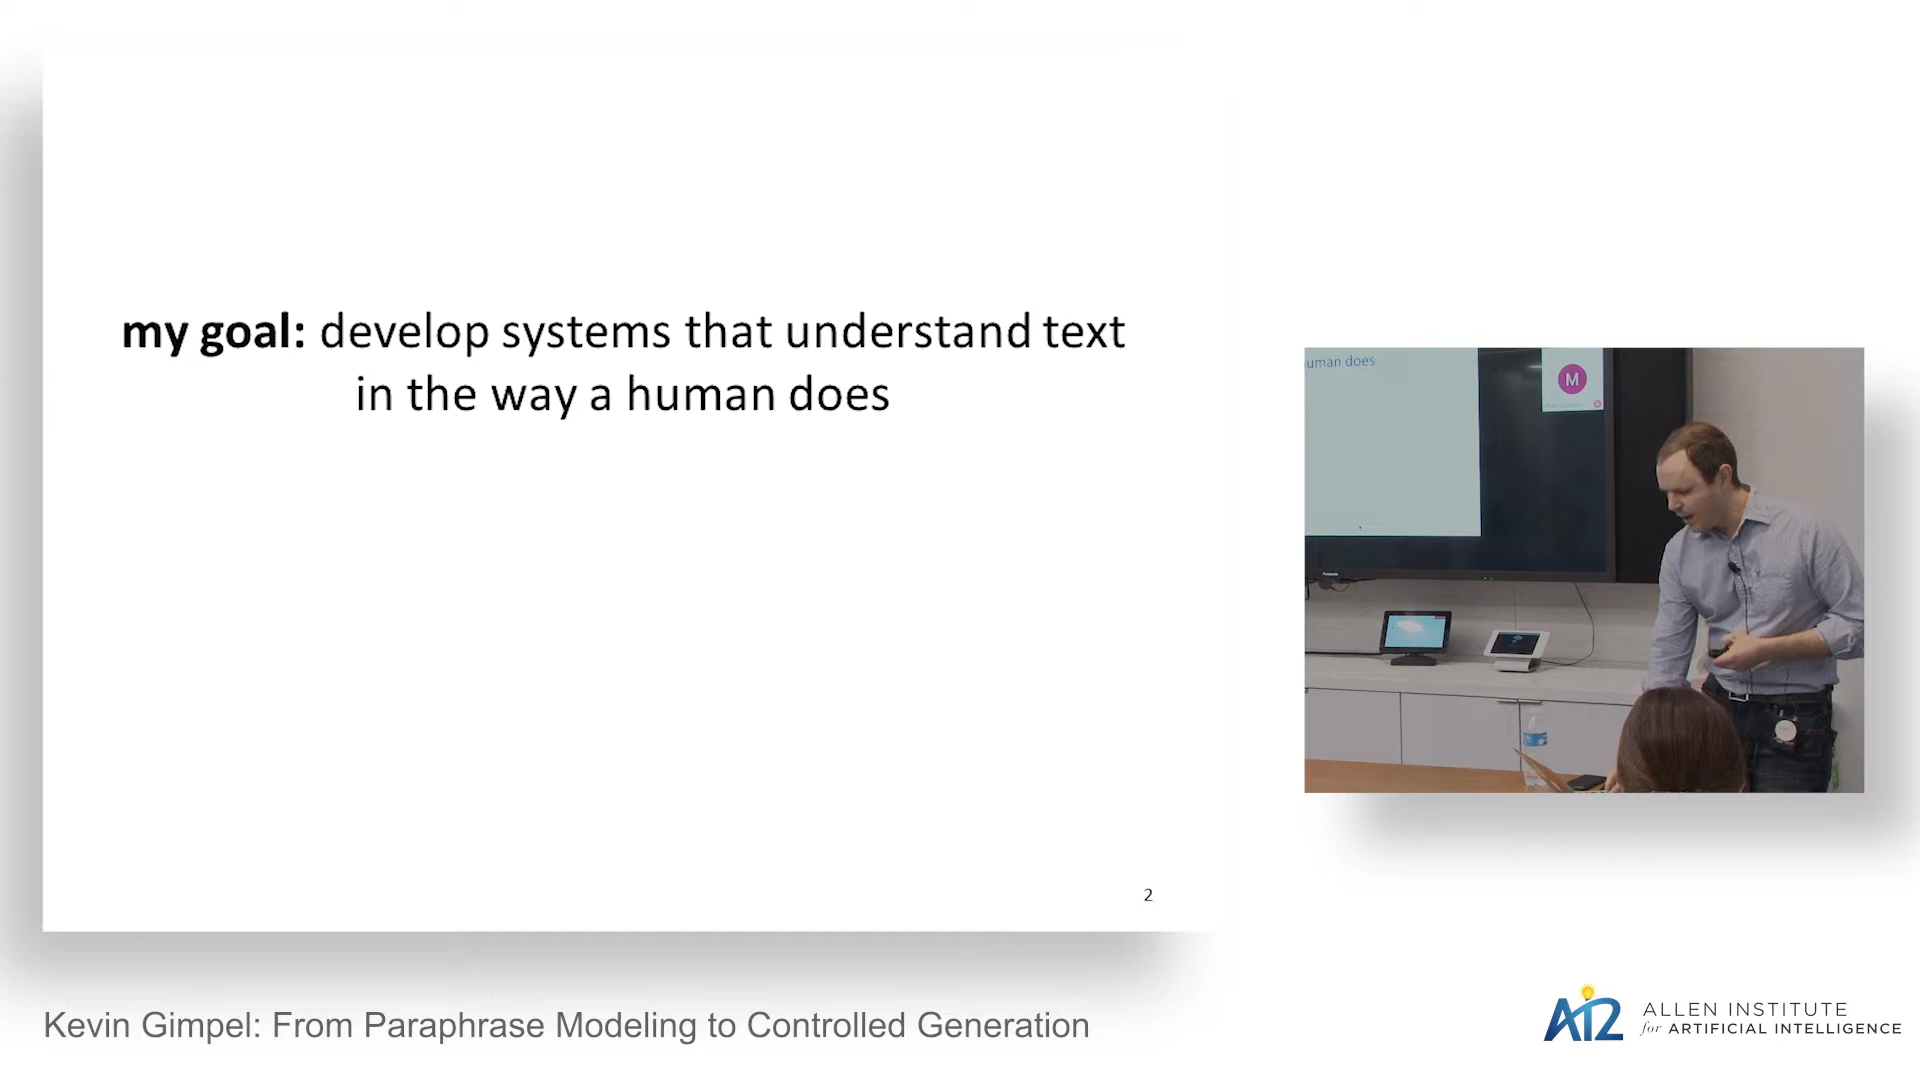 my goal: develop systems that understand text
in the way a human does
2
uman does
M
Kevin Gimpel: From Paraphrase Modeling to Controlled Generation
AI2
ALLEN INSTITUTE
for ARTIFICIAL INTELLIGENCE